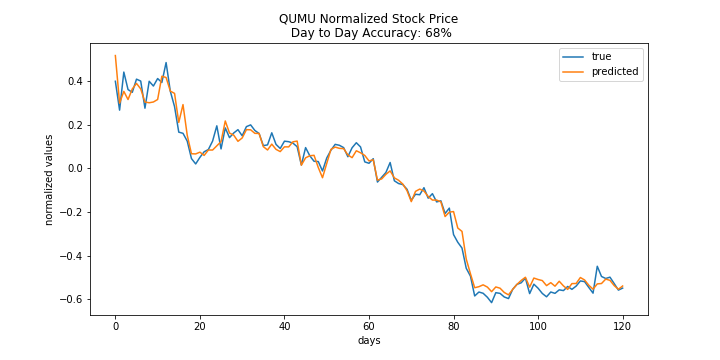 QUMU Normalized Stock Price
Day to Day Accuracy: 68%
true
predicted
normalized values
0.4
0.2
0.0
−0.2
−0.4
−0.6
0 20 40 60 80 100 120
days